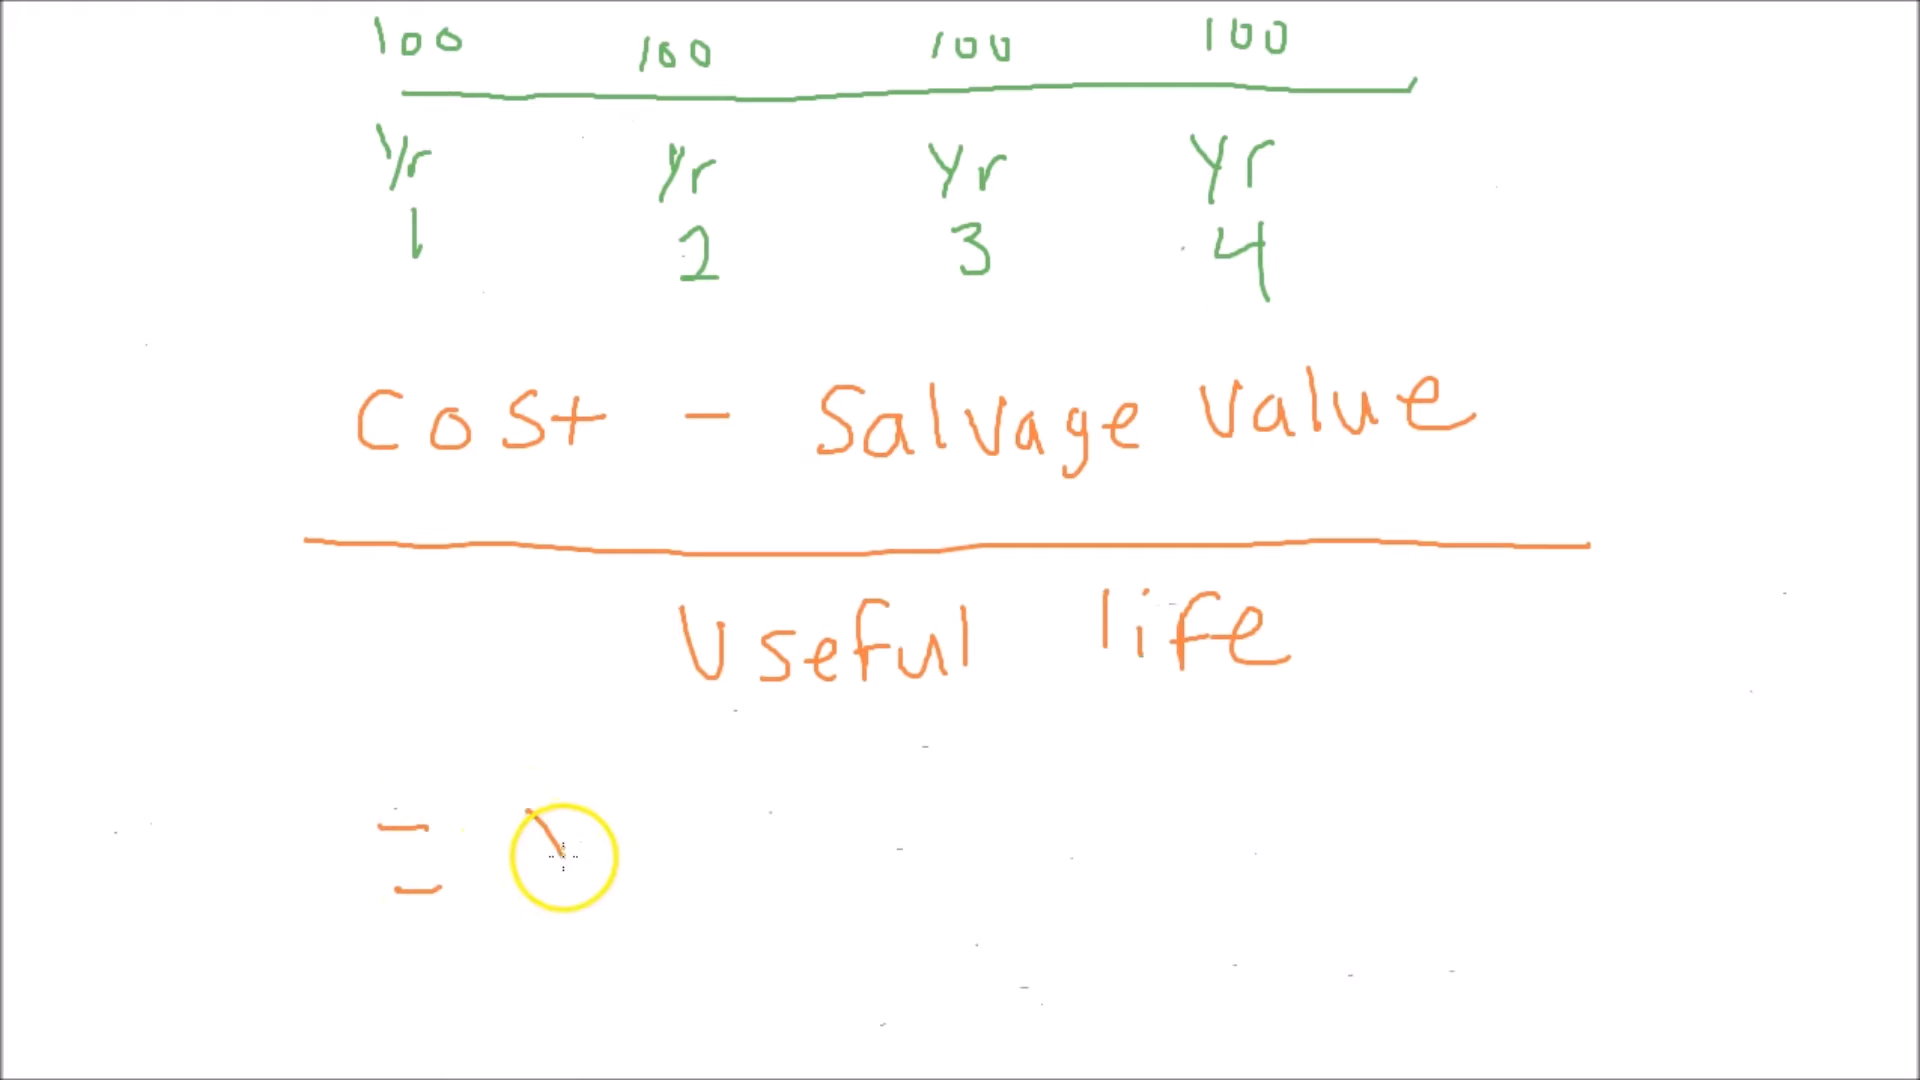 100 100 100 100
Yr Yr Yr Yr
1 2 3 4
Cost - Salvage Value
Useful life
=